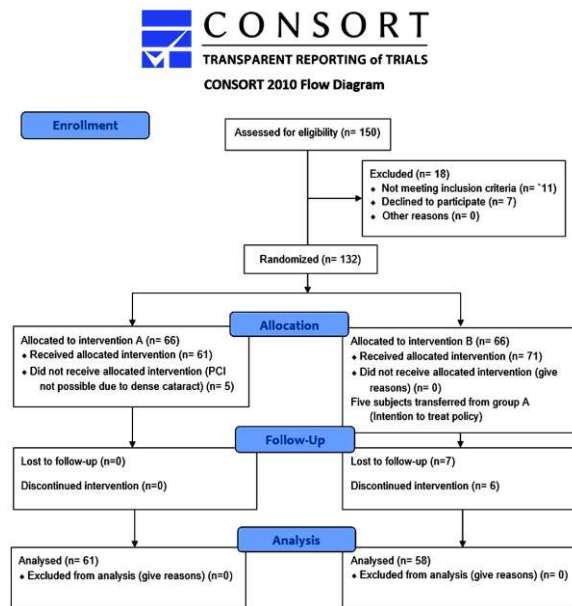 CONSORT
TRANSPARENT REPORTING of TRIALS
CONSORT 2010 Flow Diagram
Enrollment
Assessed for eligibility (n= 150)
Excluded (n= 18)
♦ Not meeting inclusion criteria (n= `11)
♦ Declined to participate (n= 7)
♦ Other reasons (n= 0)
Randomized (n= 132)
Allocation
Allocated to intervention A (n= 66)
♦ Received allocated intervention (n= 61)
♦ Did not receive allocated intervention (PCI
not possible due to dense cataract) (n= 5)
Allocated to intervention B (n= 66)
♦ Received allocated intervention (n= 71)
♦ Did not receive allocated intervention (give
reasons) (n= 0)
Five subjects transferred from group A
(Intention to treat policy)
Follow-Up
Lost to follow-up (n=0)
Discontinued intervention (n=0)
Lost to follow-up (n=7)
Discontinued intervention (n= 6)
Analysis
Analysed (n= 61)
♦ Excluded from analysis (give reasons) (n=0)
Analysed (n= 58)
♦ Excluded from analysis (give reasons) (n= 0)